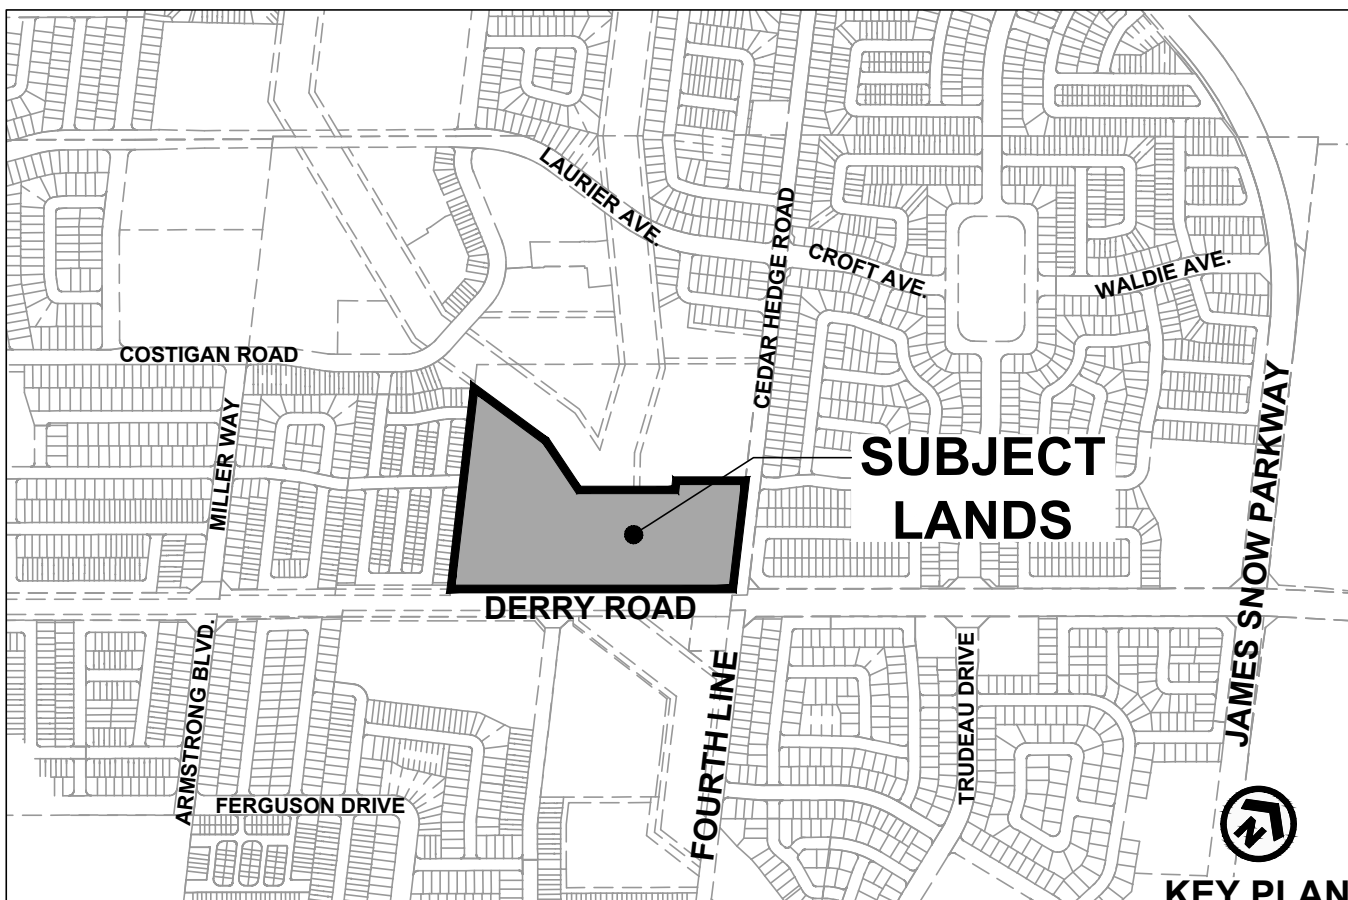 LAURIER AVE.
CEDAR HEDGE ROAD
CROFT AVE.
WALDIE AVE.
COSTIGAN ROAD
MILLER WAY
SUBJECT
LANDS
JAMES SNOW PARKWAY
DERRY ROAD
ARMSTRONG BLVD.
FOURTH LINE
TRUDEAU DRIVE
FERGUSON DRIVE
N
KEY PLAN